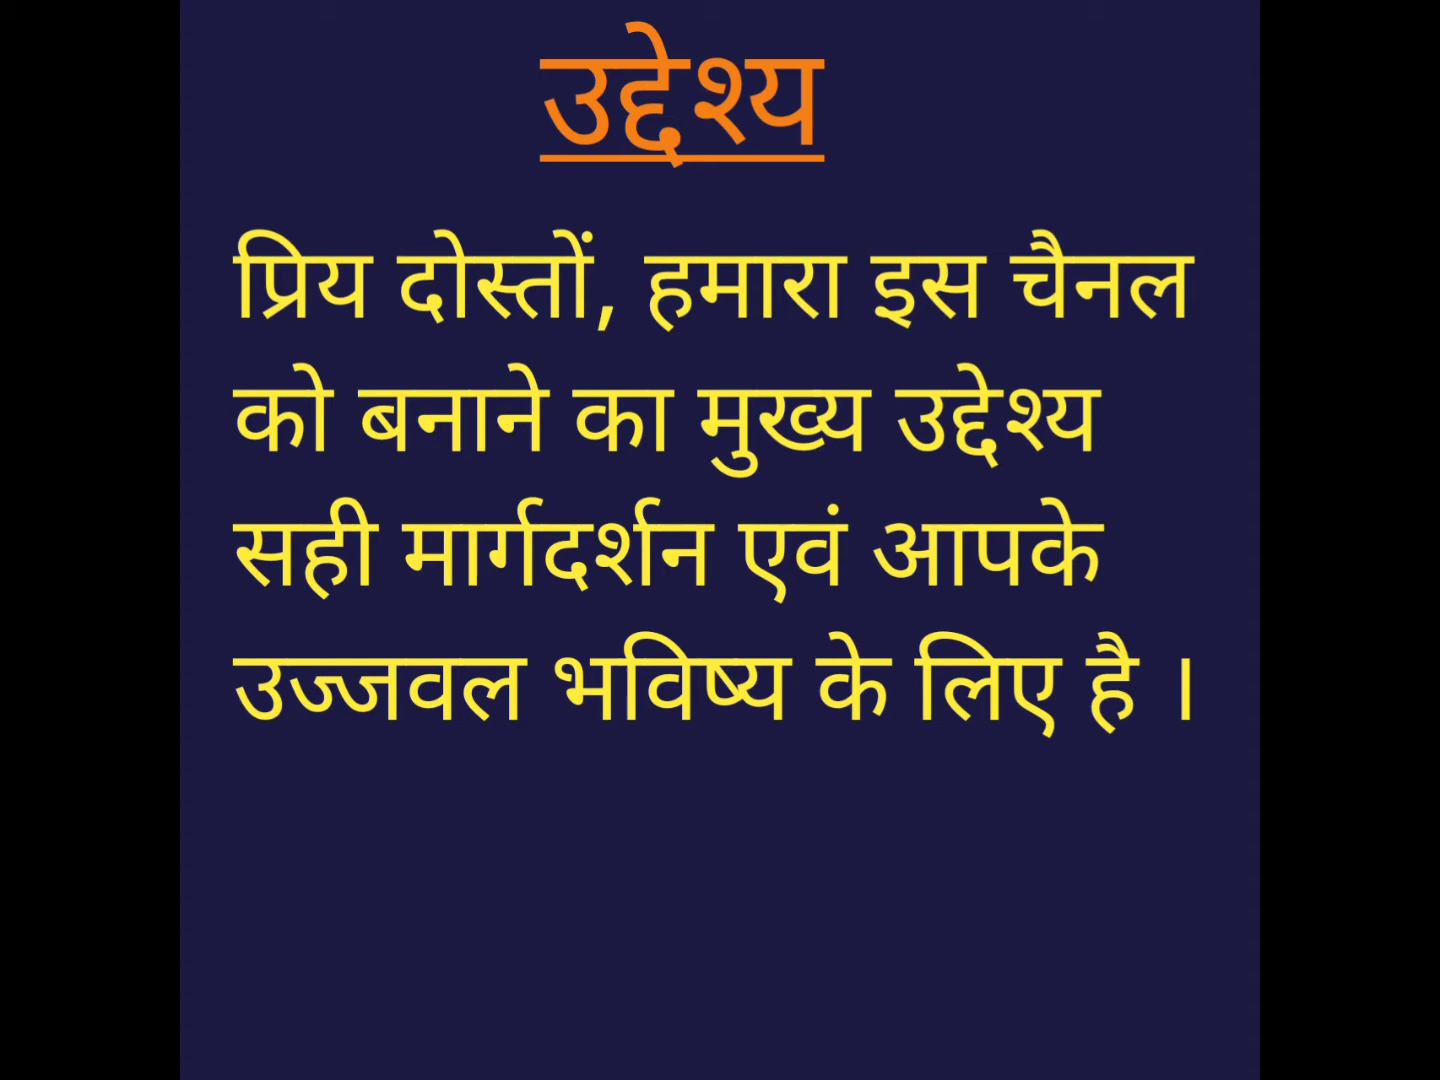 उद्देश्य
प्रिय दोस्तों, हमारा इस चैनल
को बनाने का मुख्य उद्देश्य
सही मार्गदर्शन एवं आपके
उज्जवल भविष्य के लिए है ।